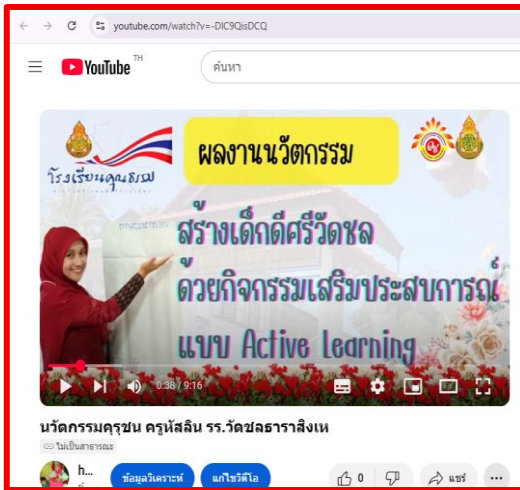 youtube.com/watch?v=-DIC9QisDCQ
YouTube TH
ค้นหา
โรงเรียนคุณธรรม
ผลงานนวัตกรรม
สร้างเด็กดีศรีวัดชล
ด้วยกิจกรรมเสริมประสบการณ์
แบบ Active Learning
0:38 / 9:16
นวัตกรรมคุรุชน ครูหัสลิน รร.วัดชลธาราสิงเห
ไม่เป็นสาธารณะ
h...
ข้อมูลวิเคราะห์
แก้ไขวิดีโอ
0
แชร์